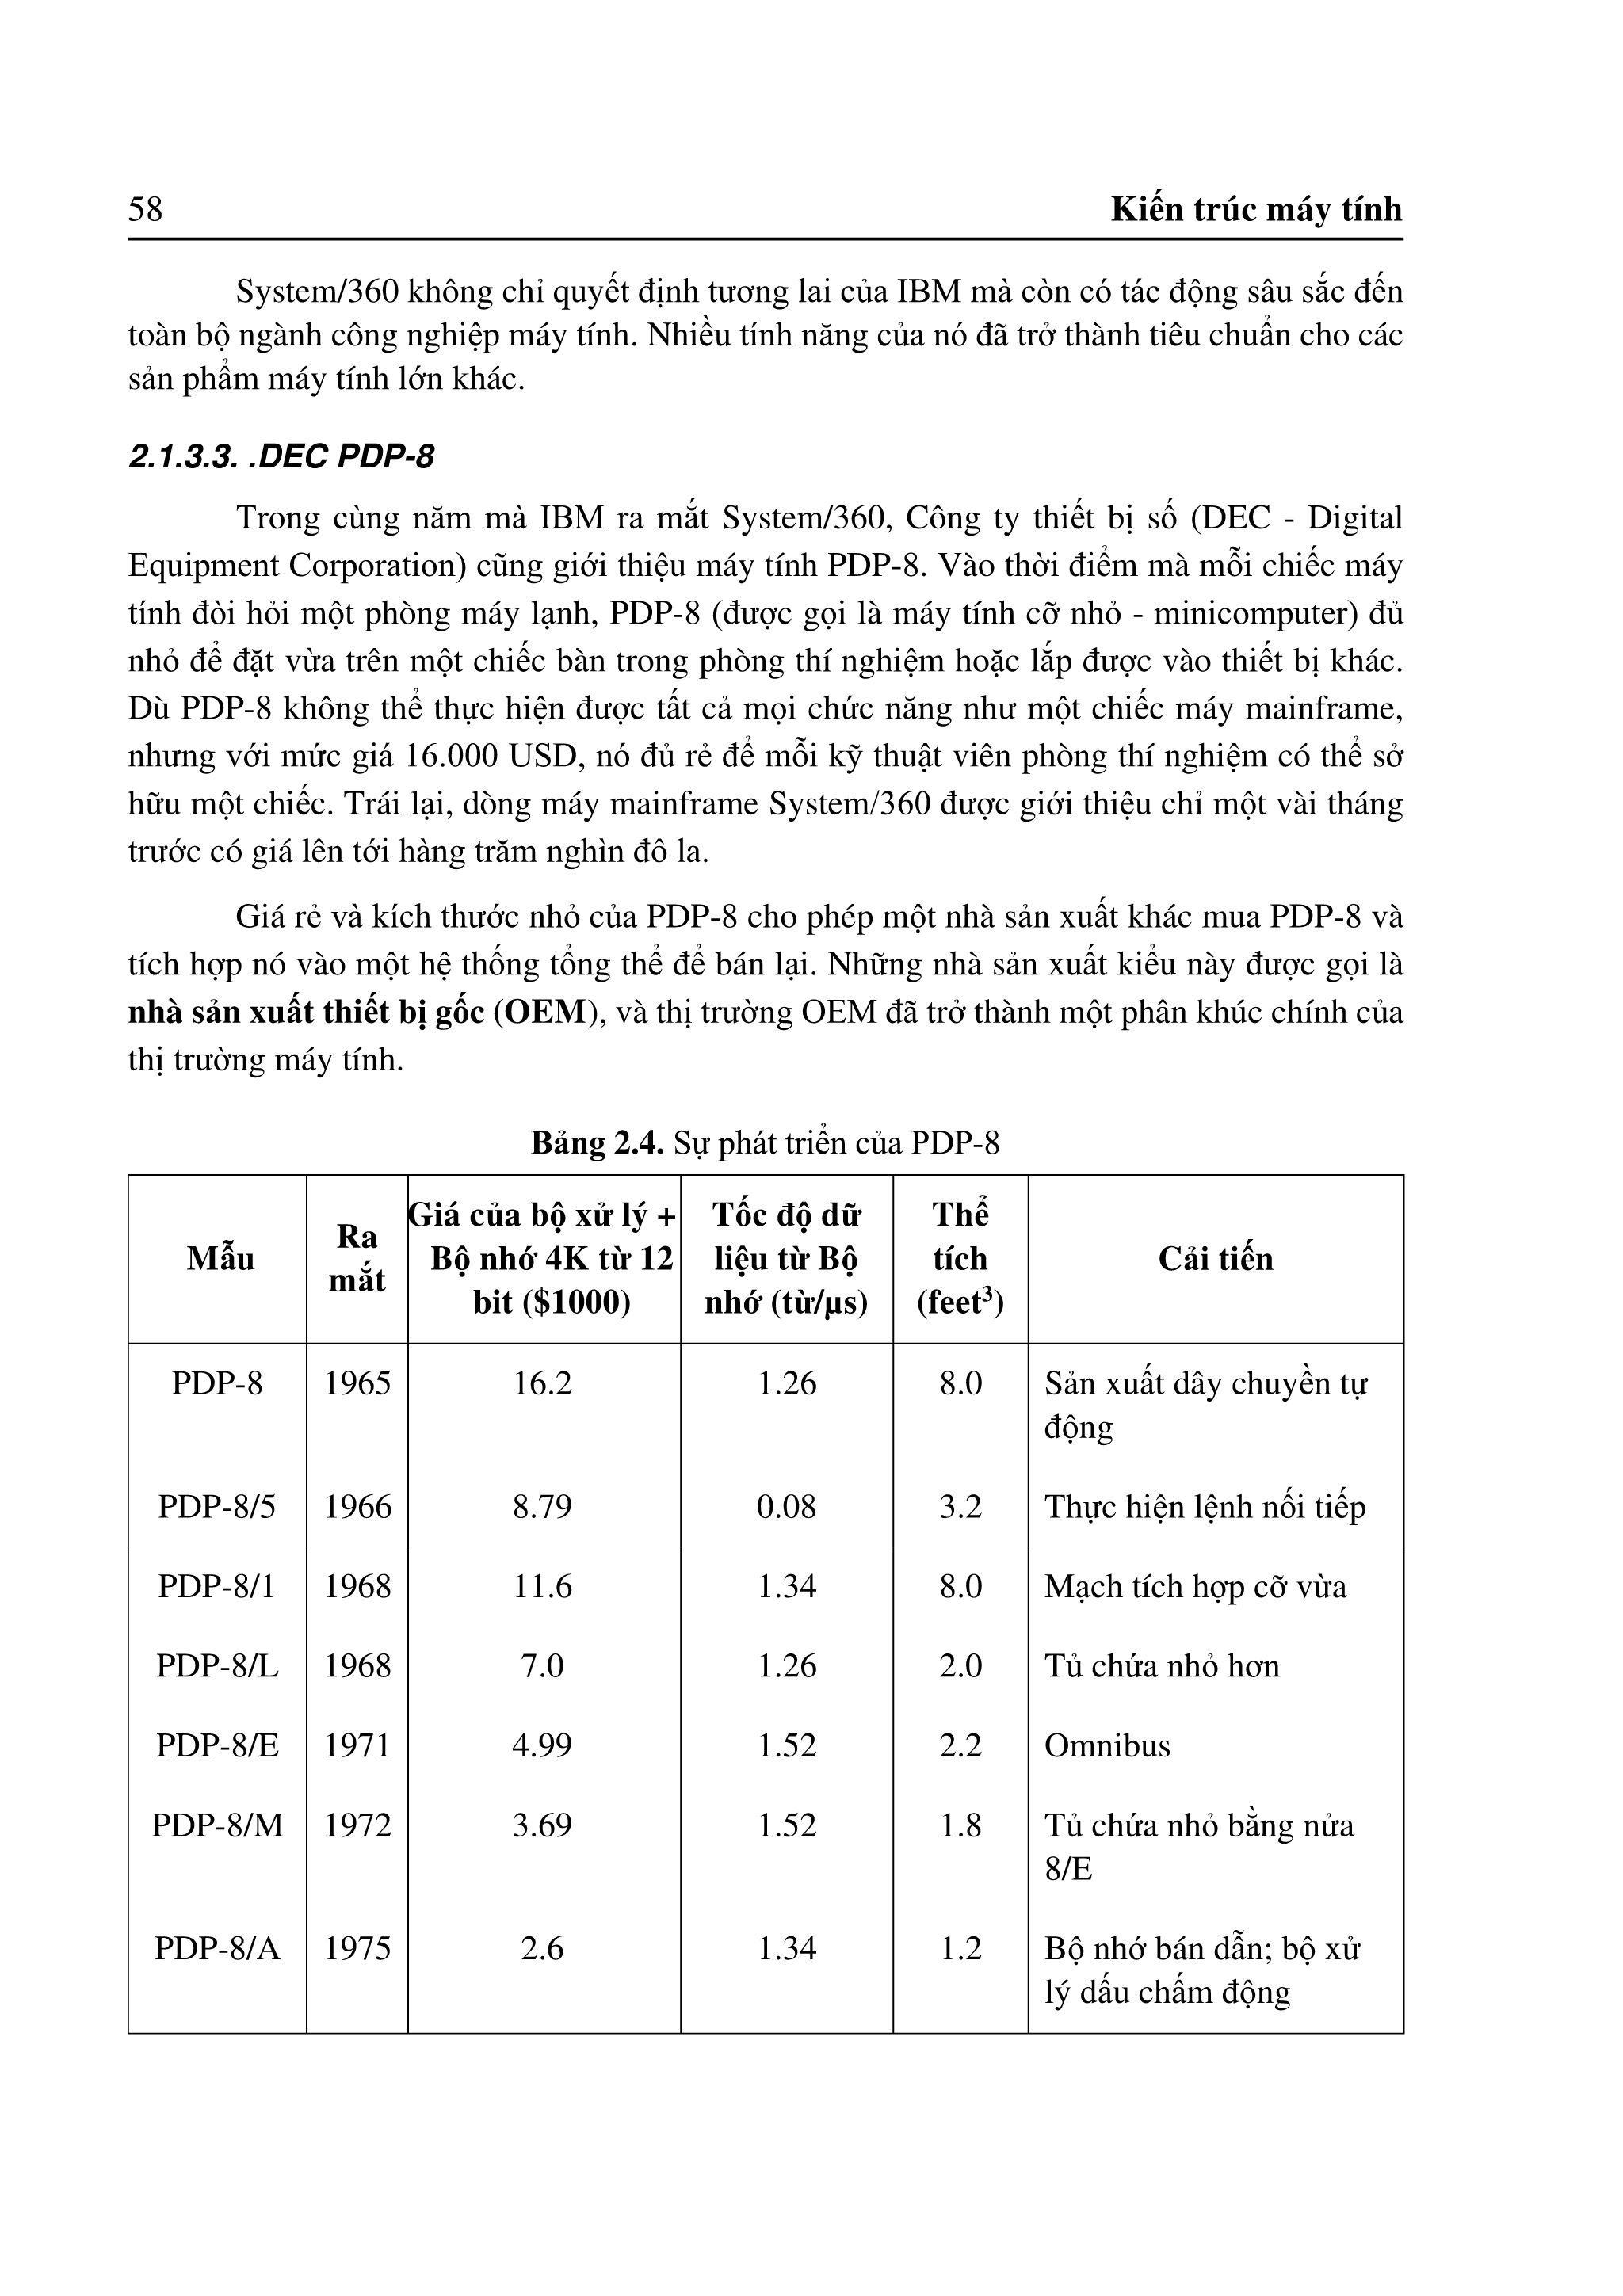 58 Kiến trúc máy tính
System/360 không chỉ quyết định tương lai của IBM mà còn có tác động sâu sắc đến
toàn bộ ngành công nghiệp máy tính. Nhiều tính năng của nó đã trở thành tiêu chuẩn cho các
sản phẩm máy tính lớn khác.
2.1.3.3. .DEC PDP-8
Trong cùng năm mà IBM ra mắt System/360, Công ty thiết bị số (DEC - Digital
Equipment Corporation) cũng giới thiệu máy tính PDP-8. Vào thời điểm mà mỗi chiếc máy
tính đòi hỏi một phòng máy lạnh, PDP-8 (được gọi là máy tính cỡ nhỏ - minicomputer) đủ
nhỏ để đặt vừa trên một chiếc bàn trong phòng thí nghiệm hoặc lắp được vào thiết bị khác.
Dù PDP-8 không thể thực hiện được tất cả mọi chức năng như một chiếc máy mainframe,
nhưng với mức giá 16.000 USD, nó đủ rẻ để mỗi kỹ thuật viên phòng thí nghiệm có thể sở
hữu một chiếc. Trái lại, dòng máy mainframe System/360 được giới thiệu chỉ một vài tháng
trước có giá lên tới hàng trăm nghìn đô la.
Giá rẻ và kích thước nhỏ của PDP-8 cho phép một nhà sản xuất khác mua PDP-8 và
tích hợp nó vào một hệ thống tổng thể để bán lại. Những nhà sản xuất kiểu này được gọi là
nhà sản xuất thiết bị gốc (OEM), và thị trường OEM đã trở thành một phân khúc chính của
thị trường máy tính.
Bảng 2.4. Sự phát triển của PDP-8
Mẫu
Ra
mắt
Giá của bộ xử lý +
Bộ nhớ 4K từ 12
bit ($1000)
Tốc độ dữ
liệu từ Bộ
nhớ (từ/µs)
Thể
tích
(feet³)
Cải tiến
PDP-8 1965 16.2 1.26 8.0 Sản xuất dây chuyền tự
động
PDP-8/5 1966 8.79 0.08 3.2 Thực hiện lệnh nối tiếp
PDP-8/1 1968 11.6 1.34 8.0 Mạch tích hợp cỡ vừa
PDP-8/L 1968 7.0 1.26 2.0 Tủ chứa nhỏ hơn
PDP-8/E 1971 4.99 1.52 2.2 Omnibus
PDP-8/M 1972 3.69 1.52 1.8 Tủ chứa nhỏ bằng nửa
8/E
PDP-8/A 1975 2.6 1.34 1.2 Bộ nhớ bán dẫn; bộ xử
lý dấu chấm động